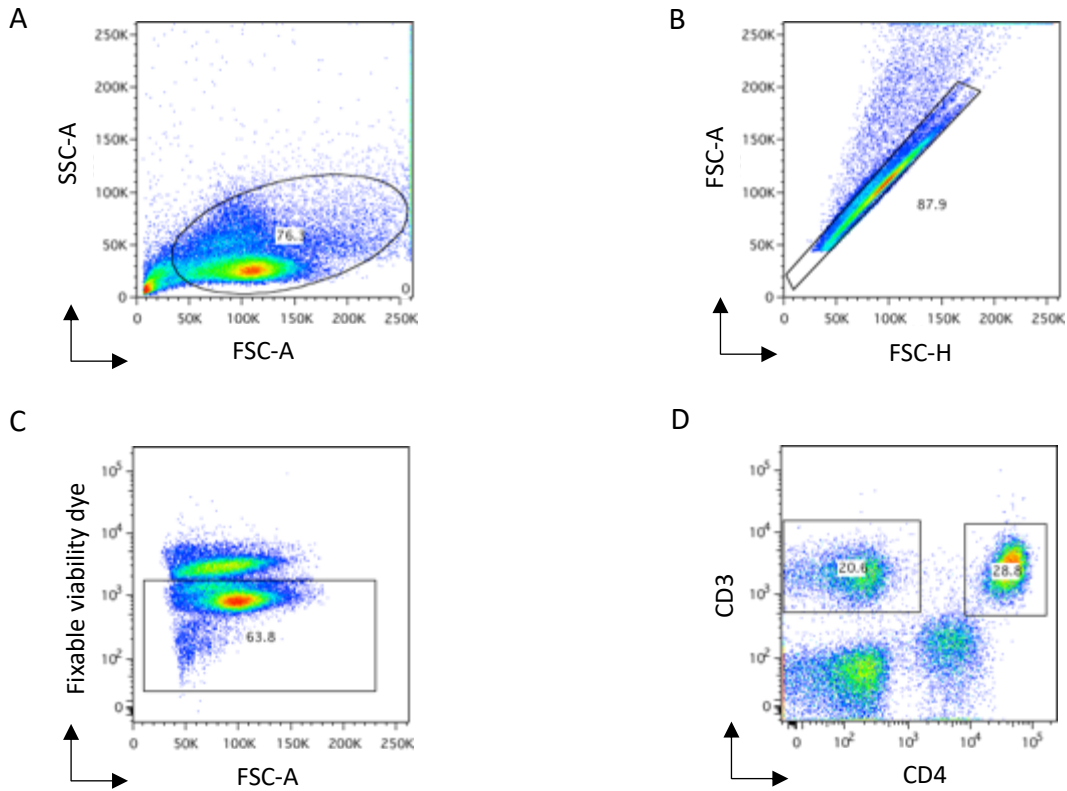 A
250K
200K
150K
100K
50K
0
SSC-A
76.3
0
0
50K
100K
150K
200K
250K
FSC-A
B
250K
200K
150K
100K
50K
0
FSC-A
87.9
0
50K
100K
150K
200K
250K
FSC-H
C
10⁵
10⁴
10³
10²
0
Fixable viability dye
63.8
0
50K
100K
150K
200K
250K
FSC-A
D
10⁵
10⁴
10³
10²
0
CD3
20.6
28.8
0
10²
10³
10⁴
10⁵
CD4